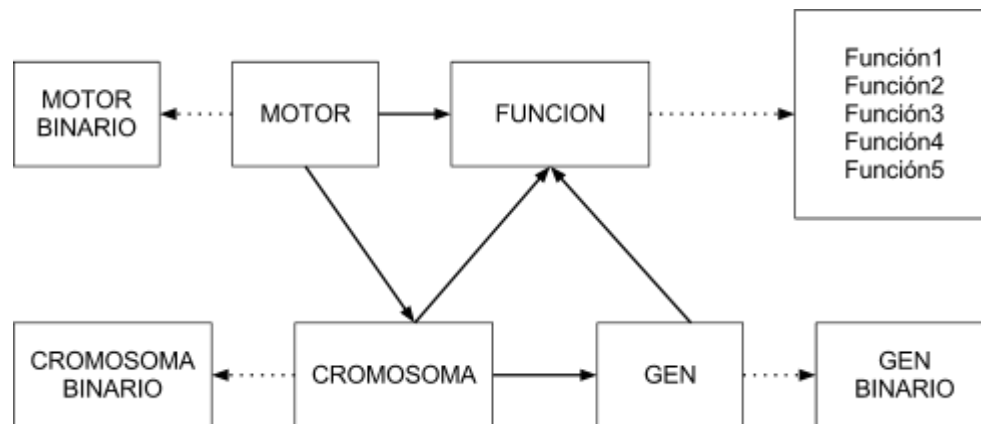 MOTOR
BINARIO
MOTOR
FUNCION
Función1
Función2
Función3
Función4
Función5
CROMOSOMA
BINARIO
CROMOSOMA
GEN
GEN
BINARIO